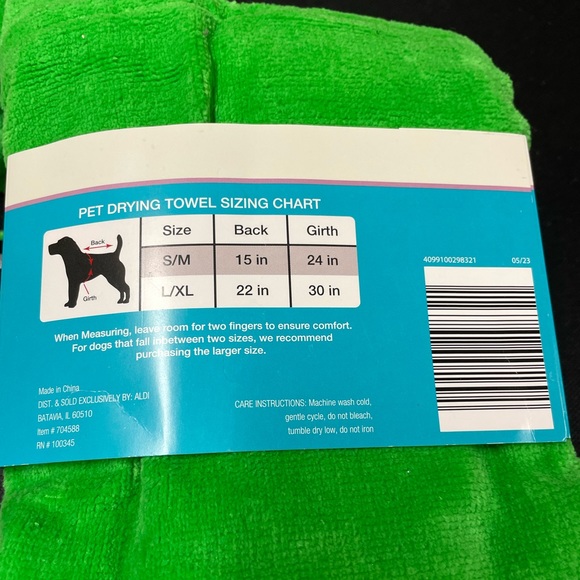 PET DRYING TOWEL SIZING CHART
Size Back Girth
S/M 15 in 24 in
L/XL 22 in 30 in
Back
Girth
When Measuring, leave room for two fingers to ensure comfort.
For dogs that fall inbetween two sizes, we recommend
purchasing the larger size.
4099100298321 05/23
Made in China
DIST. & SOLD EXCLUSIVELY BY: ALDI
BATAVIA, IL 60510
Item # 704588
RN # 100345
CARE INSTRUCTIONS: Machine wash cold,
gentle cycle, do not bleach,
tumble dry low, do not iron